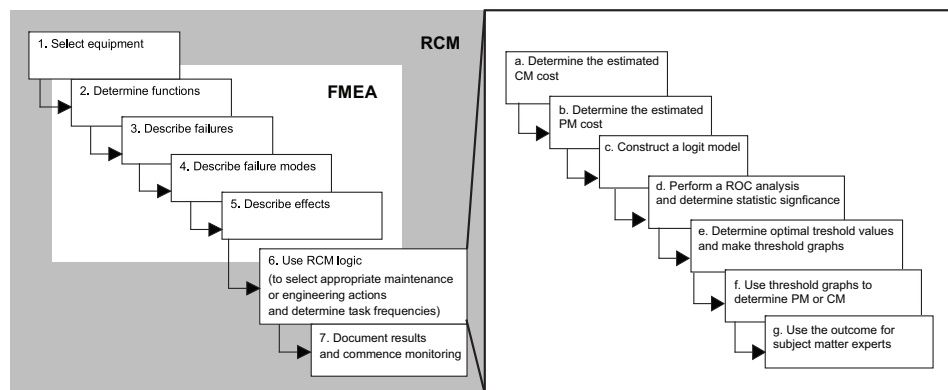 RCM
1. Select equipment
FMEA
2. Determine functions
3. Describe failures
4. Describe failure modes
5. Describe effects
6. Use RCM logic
(to select appropriate maintenance
or engineering actions
and determine task frequencies)
7. Document results
and commence monitoring
a. Determine the estimated
CM cost
b. Determine the estimated
PM cost
c. Construct a logit model
d. Perform a ROC analysis
and determine statistic signficance
e. Determine optimal treshold values
and make threshold graphs
f. Use threshold graphs to
determine PM or CM
g. Use the outcome for
subject matter experts